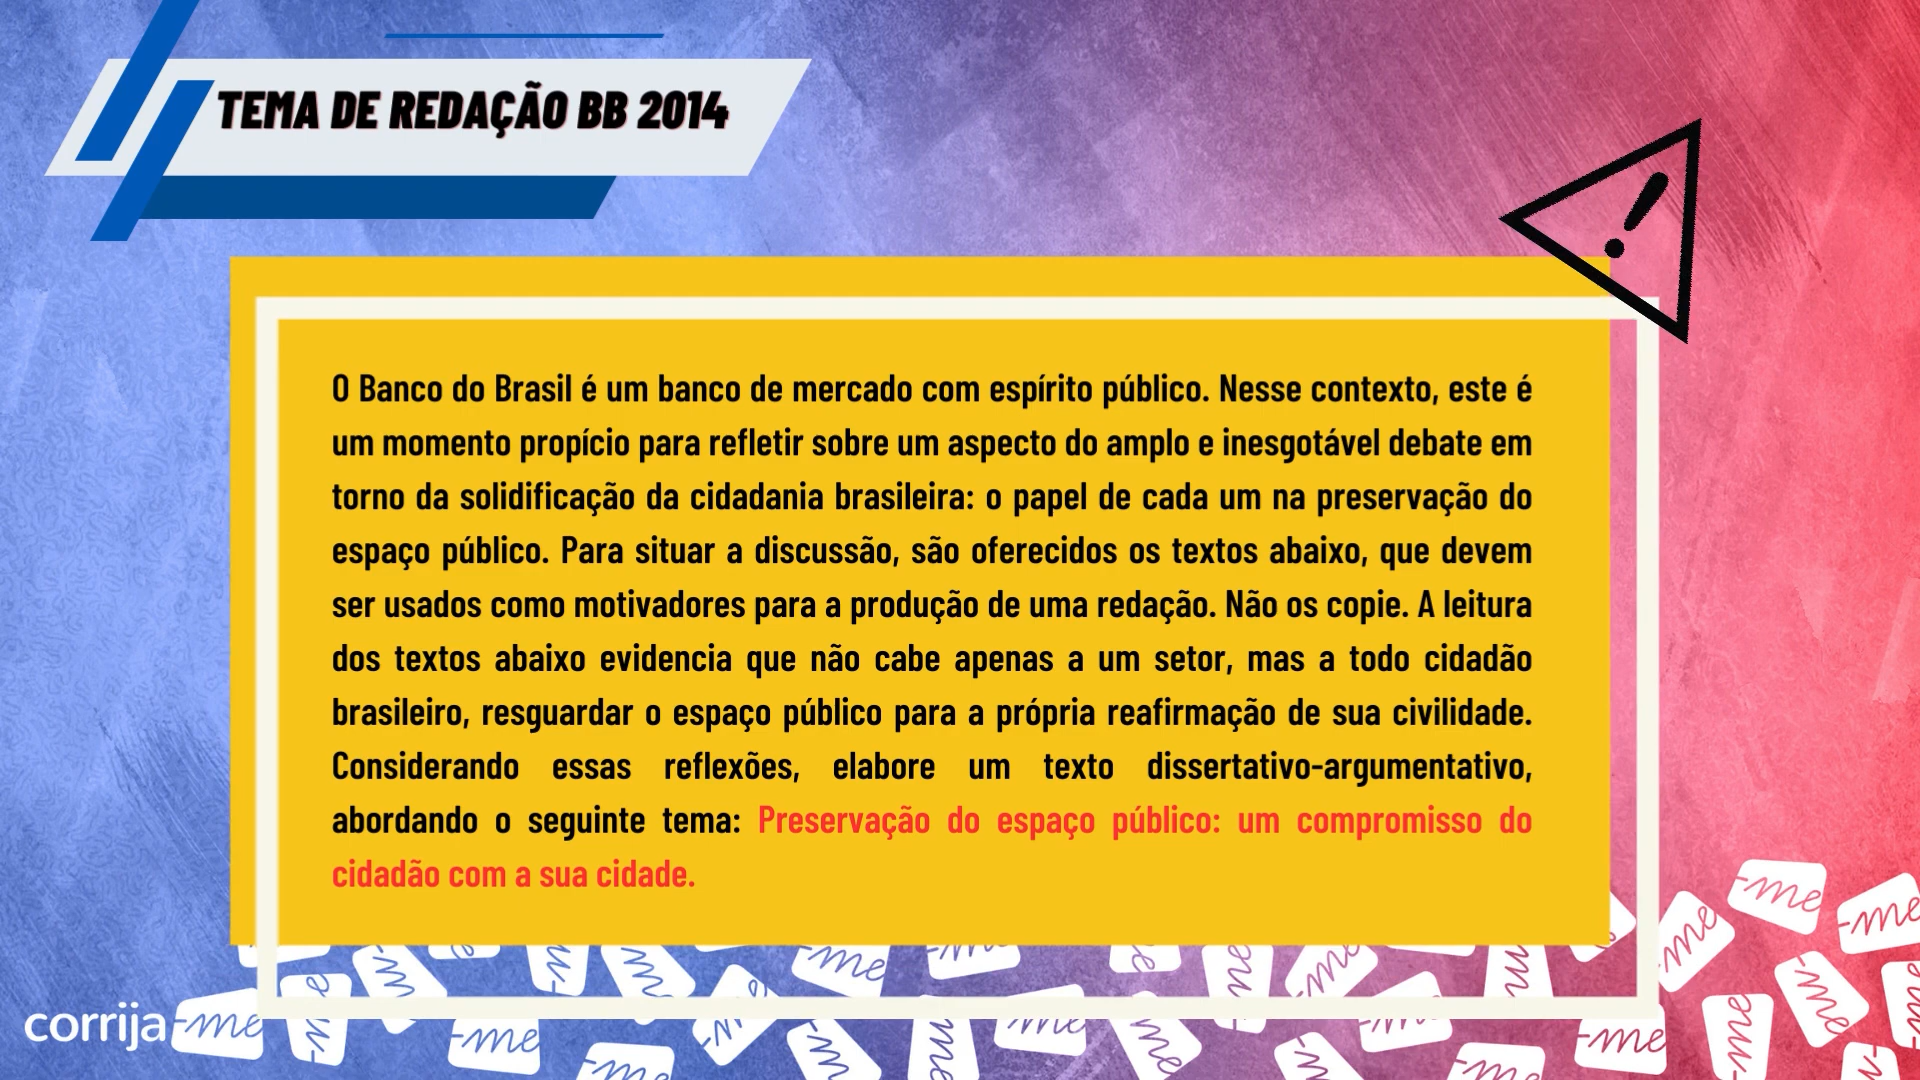 TEMA DE REDAÇÃO BB 2014
O Banco do Brasil é um banco de mercado com espírito público. Nesse contexto, este é
um momento propício para refletir sobre um aspecto do amplo e inesgotável debate em
torno da solidificação da cidadania brasileira: o papel de cada um na preservação do
espaço público. Para situar a discussão, são oferecidos os textos abaixo, que devem
ser usados como motivadores para a produção de uma redação. Não os copie. A leitura
dos textos abaixo evidencia que não cabe apenas a um setor, mas a todo cidadão
brasileiro, resguardar o espaço público para a própria reafirmação de sua civilidade.
Considerando essas reflexões, elabore um texto dissertativo-argumentativo,
abordando o seguinte tema: Preservação do espaço público: um compromisso do
cidadão com a sua cidade.
corrija-me